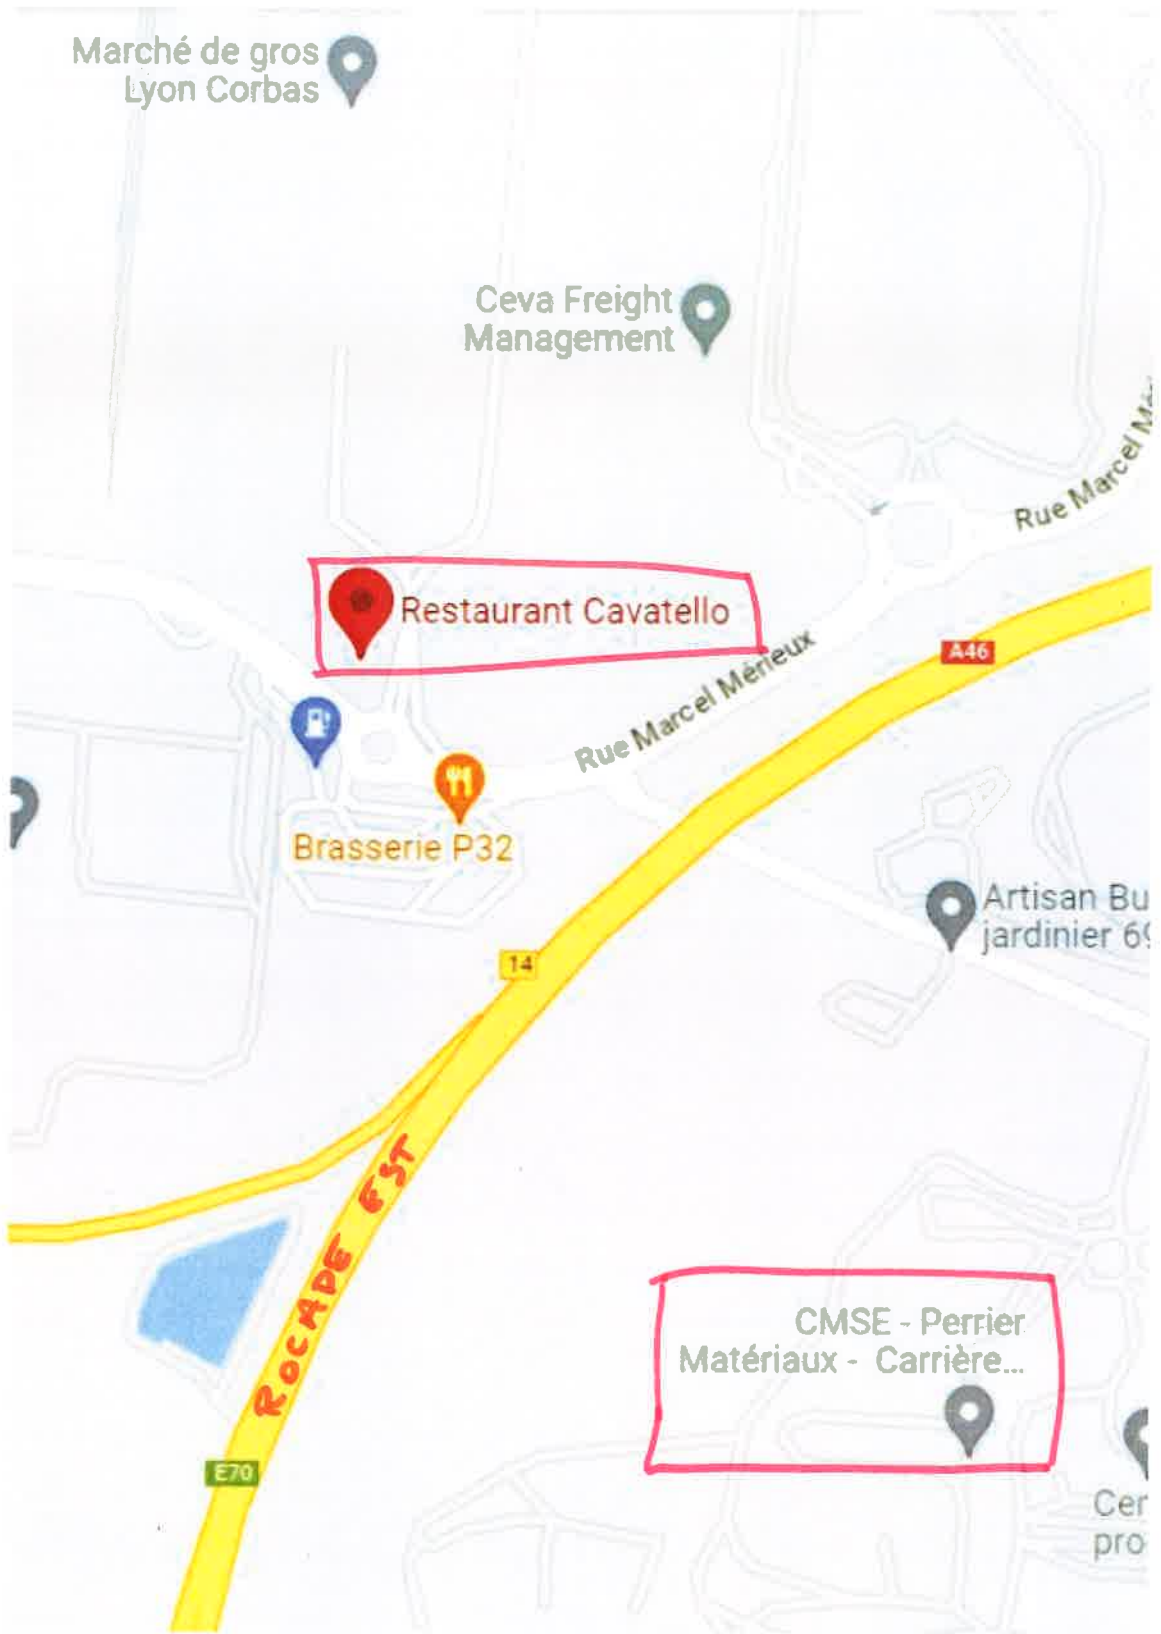 Marché de gros
Lyon Corbas
Ceva Freight
Management
Rue Marcel
Restaurant Cavatello
A46
Rue Marcel Mérieux
Brasserie P32
Artisan Bu
jardinier 69
14
ROCADE EST
CMSE - Perrier
Matériaux - Carrière...
E70
Cer
pro